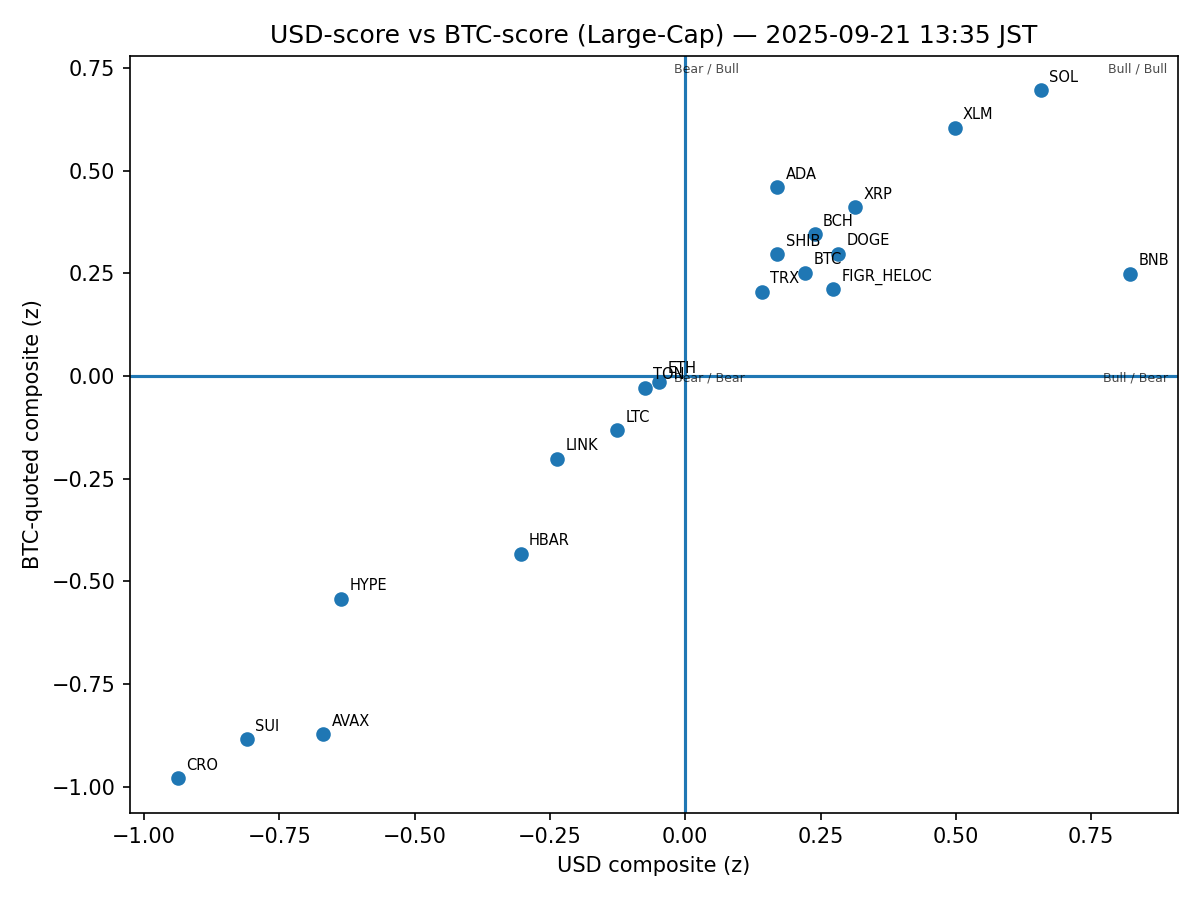 USD-score vs BTC-score (Large-Cap) — 2025-09-21 13:35 JST
0.75
Bear / Bull
Bull / Bull
SOL
XLM
0.50
ADA
XRP
BCH
SHIB
DOGE
0.25
BTC
BNB
TRX
FIGR_HELOC
ETH
TON
0.00
Bear / Bear
Bull / Bear
LTC
LINK
−0.25
HBAR
−0.50
HYPE
−0.75
SUI
AVAX
CRO
−1.00
−1.00
−0.75
−0.50
−0.25
0.00
0.25
0.50
0.75
USD composite (z)
BTC-quoted composite (z)